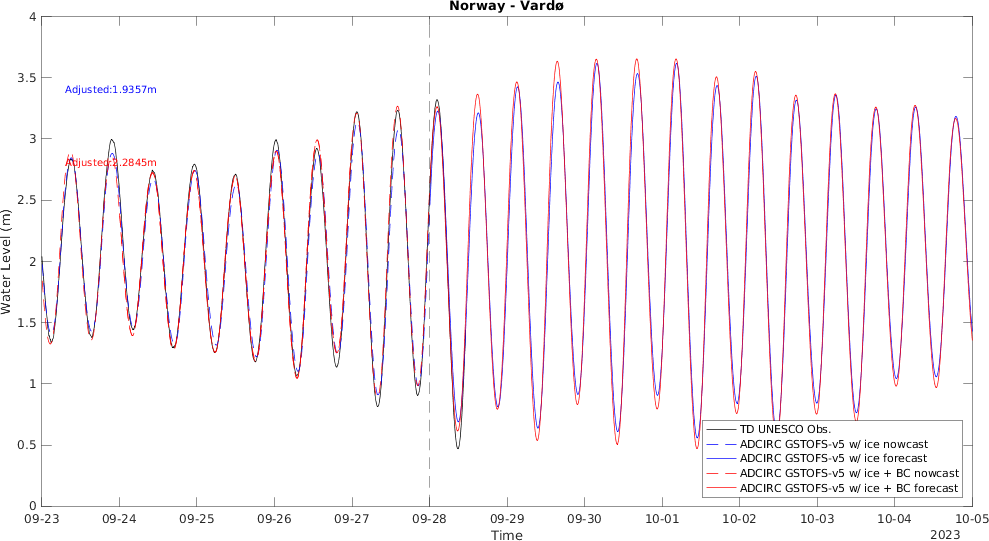 Norway - Vardø
4
3.5
3
2.5
2
1.5
1
0.5
0
Water Level (m)
Adjusted:1.9357m
Adjusted:2.2845m
TD UNESCO Obs.
ADCIRC GSTOFS-v5 w/ ice nowcast
ADCIRC GSTOFS-v5 w/ ice forecast
ADCIRC GSTOFS-v5 w/ ice + BC nowcast
ADCIRC GSTOFS-v5 w/ ice + BC forecast
09-23 09-24 09-25 09-26 09-27 09-28 09-29 09-30 10-01 10-02 10-03 10-04 10-05
Time
2023